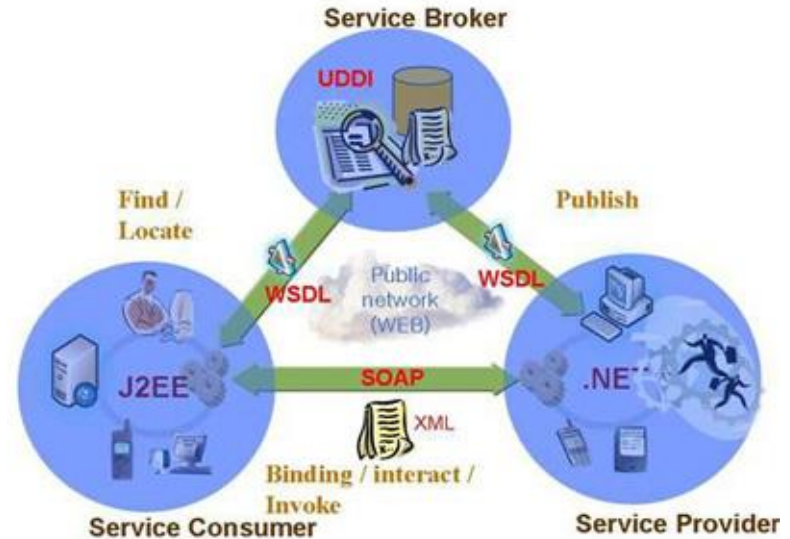 Service Broker
UDDI
Find /
Locate
Publish
WSDL
WSDL
Public
network
(WEB)
J2EE
SOAP
.NE
XML
Binding / interact /
Invoke
Service Consumer
Service Provider